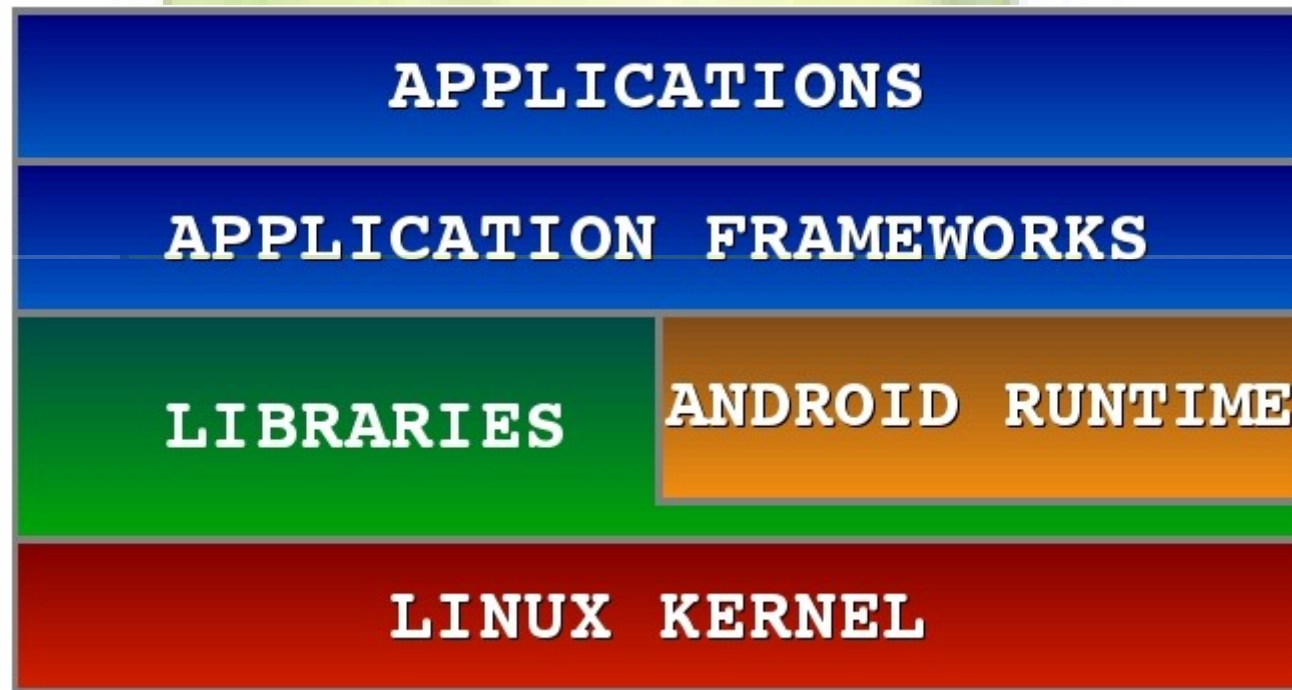 APPLICATIONS
APPLICATION FRAMEWORKS
LIBRARIES
ANDROID RUNTIME
LINUX KERNEL